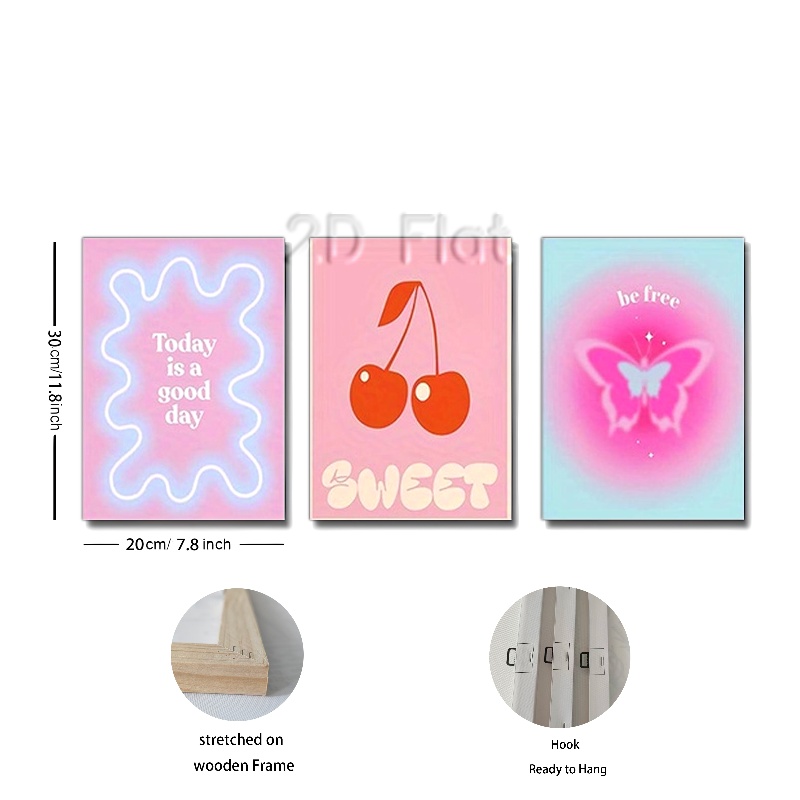 2D Flat
Today
is a
good
day
SWEET
be free
30cm/11.8inch
20cm/ 7.8 inch
stretched on
wooden Frame
Hook
Ready to Hang